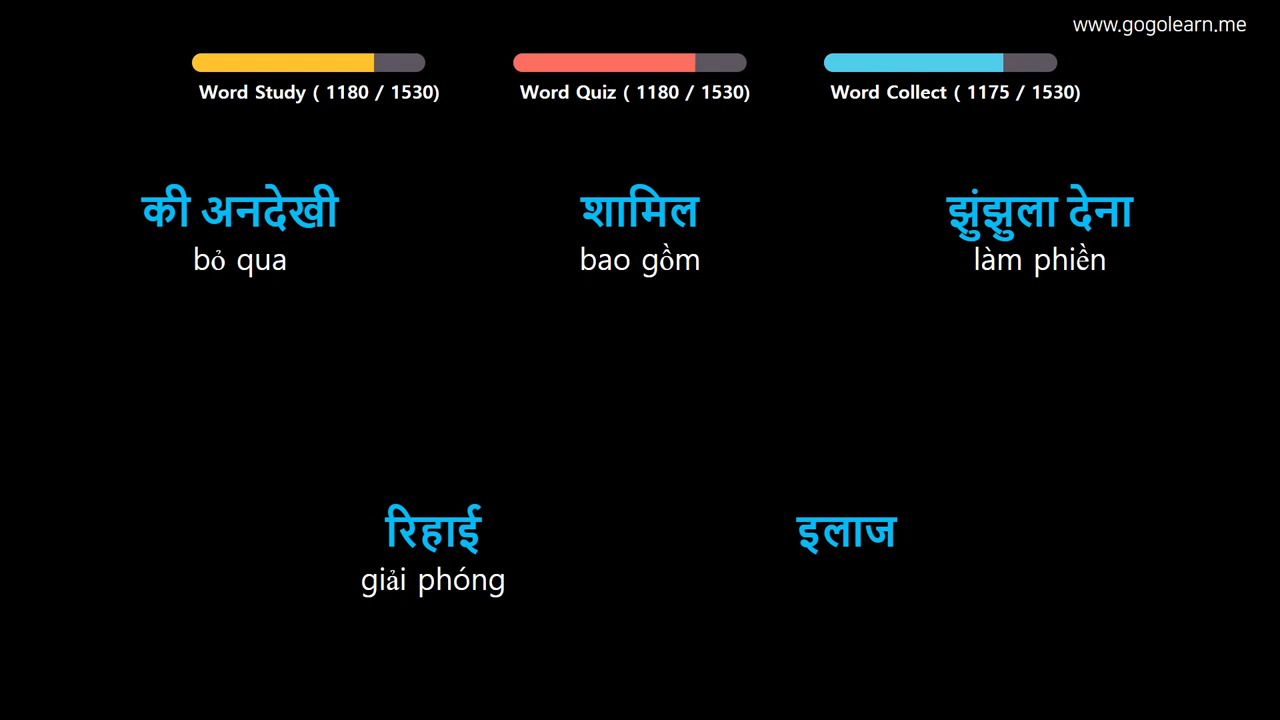 www.gogolearn.me
Word Study ( 1180 / 1530)
Word Quiz ( 1180 / 1530)
Word Collect ( 1175 / 1530)
की अनदेखी
bỏ qua
शामिल
bao gồm
झुंझुला देना
làm phiền
रिहाई
giải phóng
इलाज